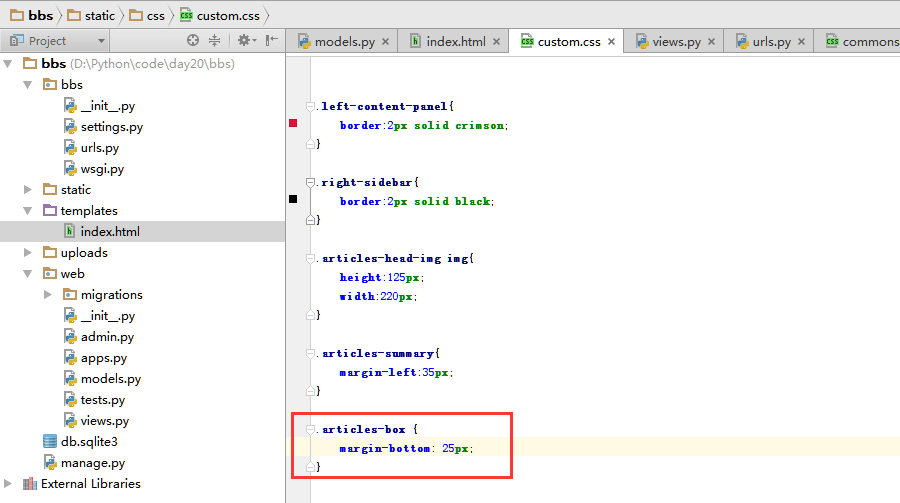 bbs static css custom.css
Project
models.py index.html custom.css views.py urls.py commons
bbs (D:\Python\code\day20\bbs)
bbs
__init__.py
settings.py
urls.py
wsgi.py
static
templates
index.html
uploads
web
migrations
__init__.py
admin.py
apps.py
models.py
tests.py
views.py
db.sqlite3
manage.py
External Libraries
.left-content-panel{
border:2px solid crimson;
}
.right-sidebar{
border:2px solid black;
}
.articles-head-img img{
height:125px;
width:220px;
}
.articles-summary{
margin-left:35px;
}
.articles-box {
margin-bottom: 25px;
}